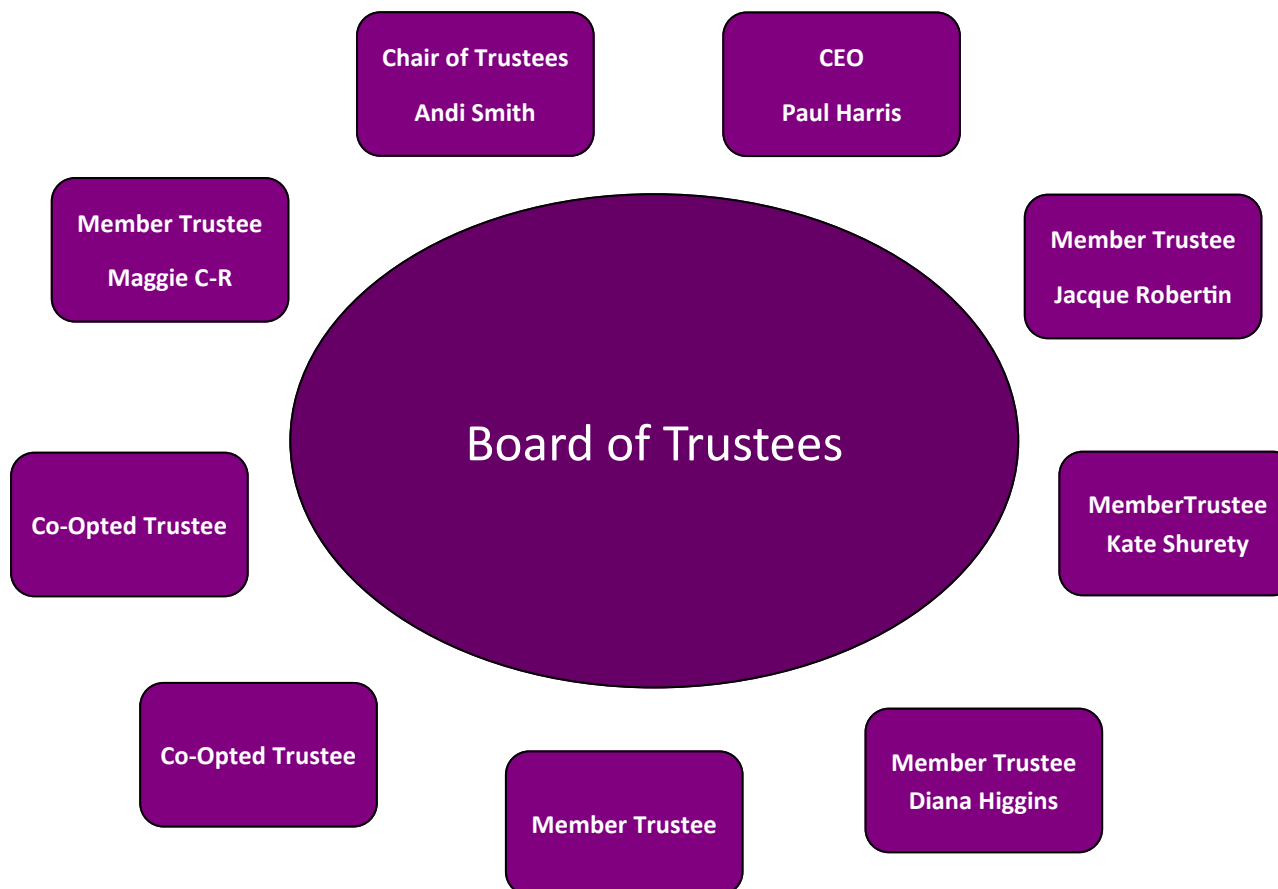 Chair of Trustees
Andi Smith
CEO
Paul Harris
Member Trustee
Maggie C-R
Member Trustee
Jacque Robertin
Board of Trustees
Co-Opted Trustee
MemberTrustee
Kate Shurety
Co-Opted Trustee
Member Trustee
Diana Higgins
Member Trustee